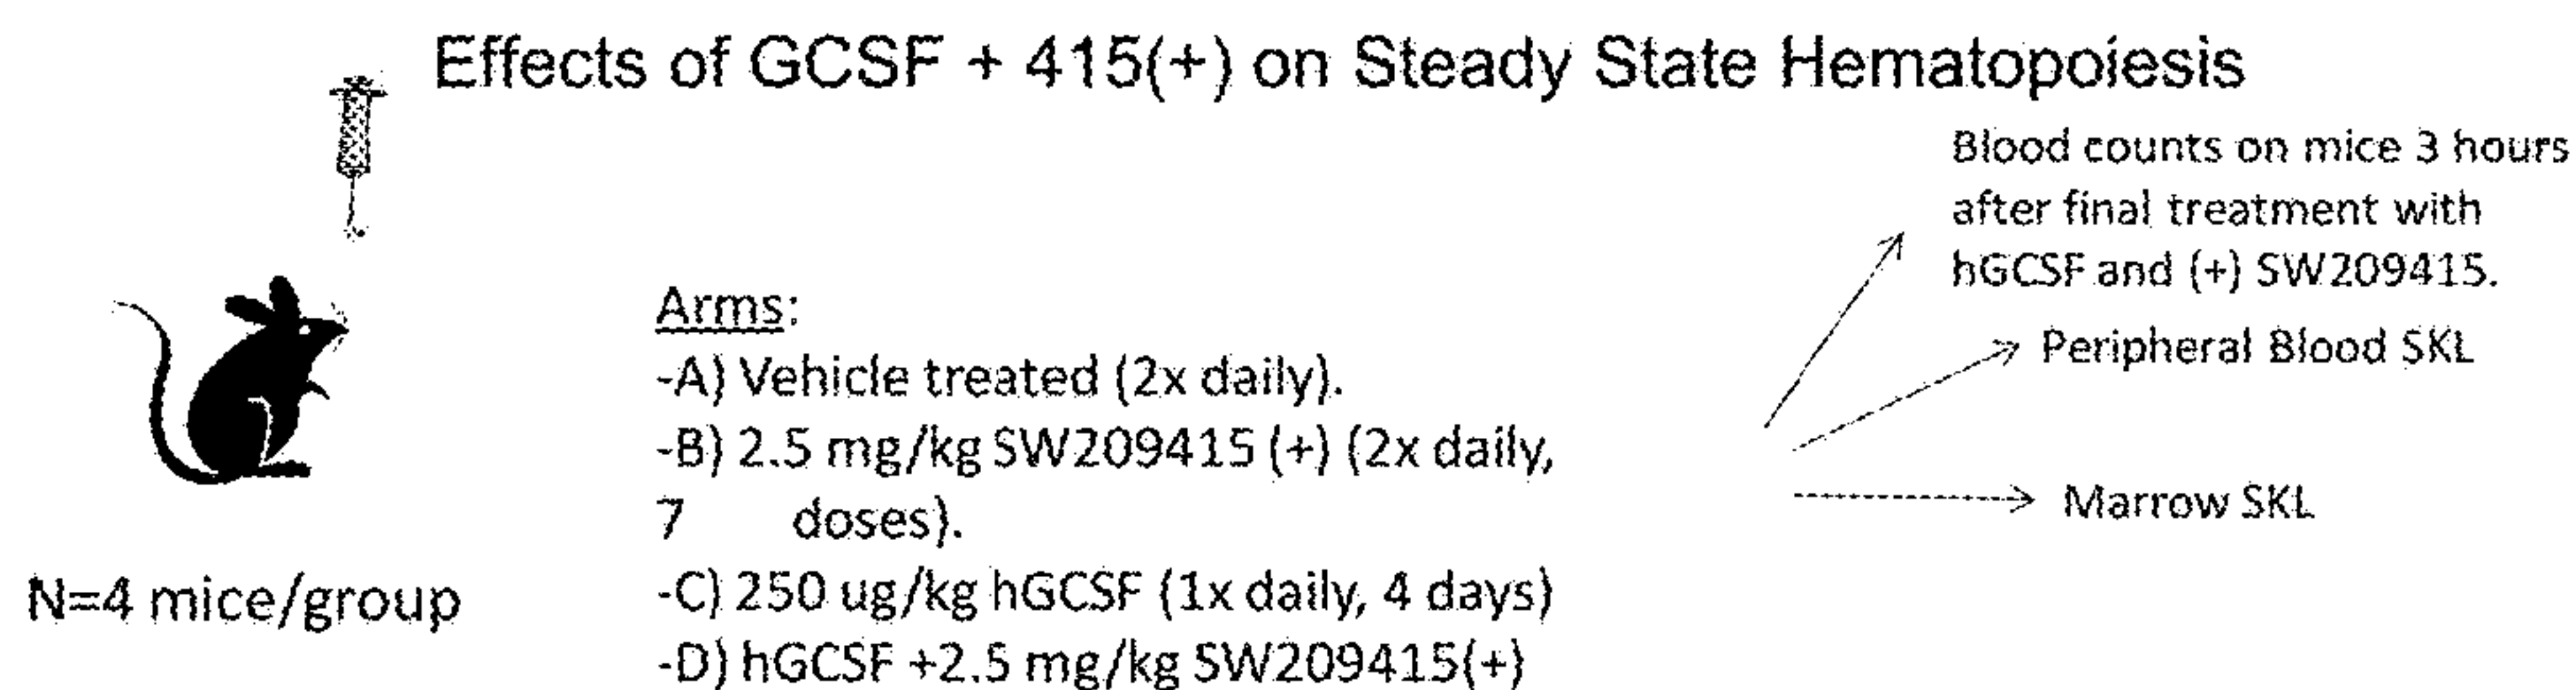 Effects of GCSF + 415(+) on Steady State Hematopoiesis
Blood counts on mice 3 hours
after final treatment with
hGCSF and (+) SW209415.
Peripheral Blood SKL
Marrow SKL
Arms:
-A) Vehicle treated (2x daily).
-B) 2.5 mg/kg SW209415 (+) (2x daily,
7 doses).
-C) 250 ug/kg hGCSF (1x daily, 4 days)
-D) hGCSF +2.5 mg/kg SW209415(+)
N=4 mice/group